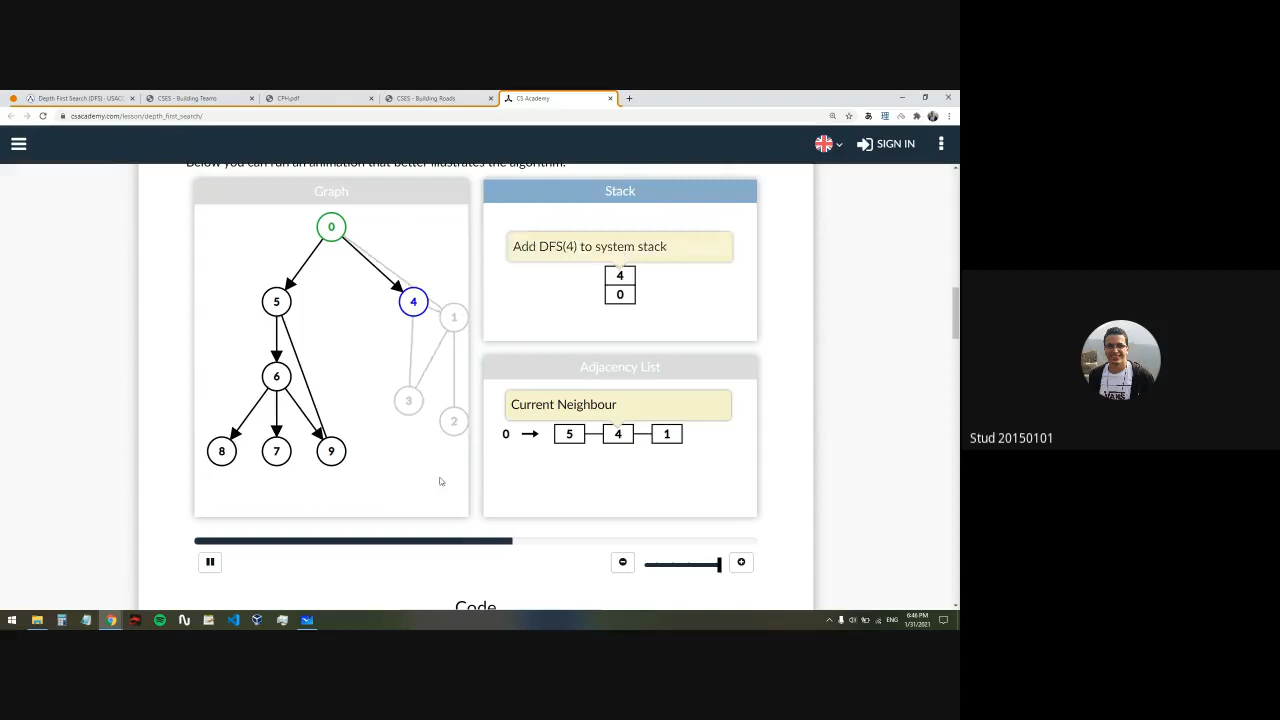 Depth First Search (DFS) - USAC
CSES - Building Teams
CPH.pdf
CSES - Building Roads
CS Academy
csacademy.com/lesson/depth_first_search/
SIGN IN
Below you can run an animation that better illustrates the algorithm.
Graph
0
5
4
1
6
3
2
8
7
9
Stack
Add DFS(4) to system stack
4
0
Adjacency List
Current Neighbour
0
5
4
1
Code
ENG
6:46 PM
1/31/2021
VANS
Stud 20150101